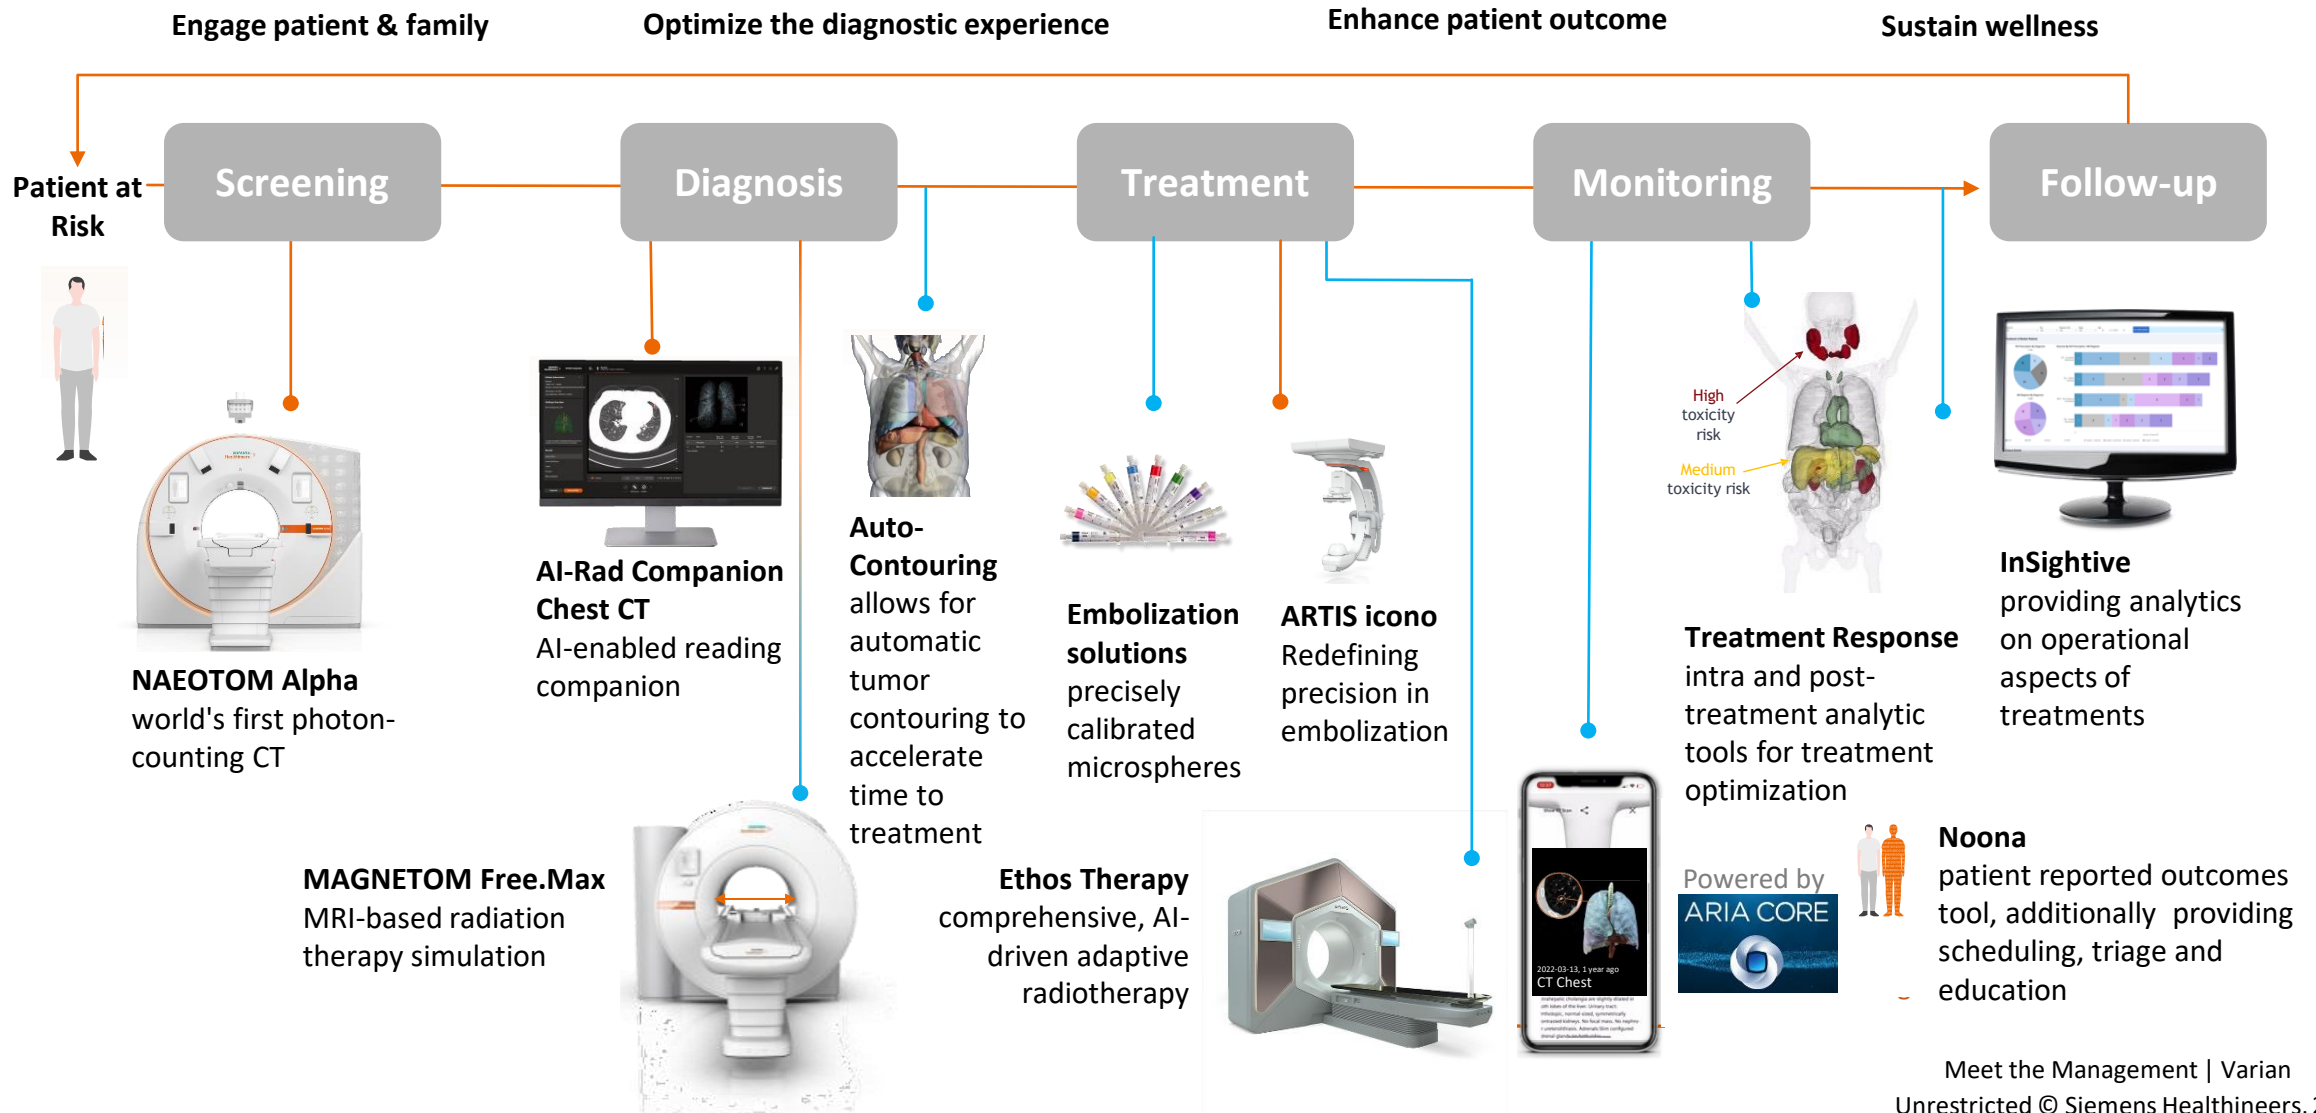 Engage patient & family
Optimize the diagnostic experience
Enhance patient outcome
Sustain wellness
Patient at
Risk
Screening
Diagnosis
Treatment
Monitoring
Follow-up
NAEOTOM Alpha
world's first photon-
counting CT
AI-Rad Companion
Chest CT
AI-enabled reading
companion
MAGNETOM Free.Max
MRI-based radiation
therapy simulation
Auto-
Contouring
allows for
automatic
tumor
contouring to
accelerate
time to
treatment
Embolization
solutions
precisely
calibrated
microspheres
ARTIS icono
Redefining
precision in
embolization
Ethos Therapy
comprehensive, AI-
driven adaptive
radiotherapy
2022-03-13, 1 year ago
CT Chest
High
toxicity
risk
Medium
toxicity risk
Treatment Response
intra and post-
treatment analytic
tools for treatment
optimization
Powered by
ARIA CORE
InSightive
providing analytics
on operational
aspects of
treatments
Noona
patient reported outcomes
tool, additionally providing
scheduling, triage and
education
Meet the Management | Varian
Unrestricted © Siemens Healthineers,